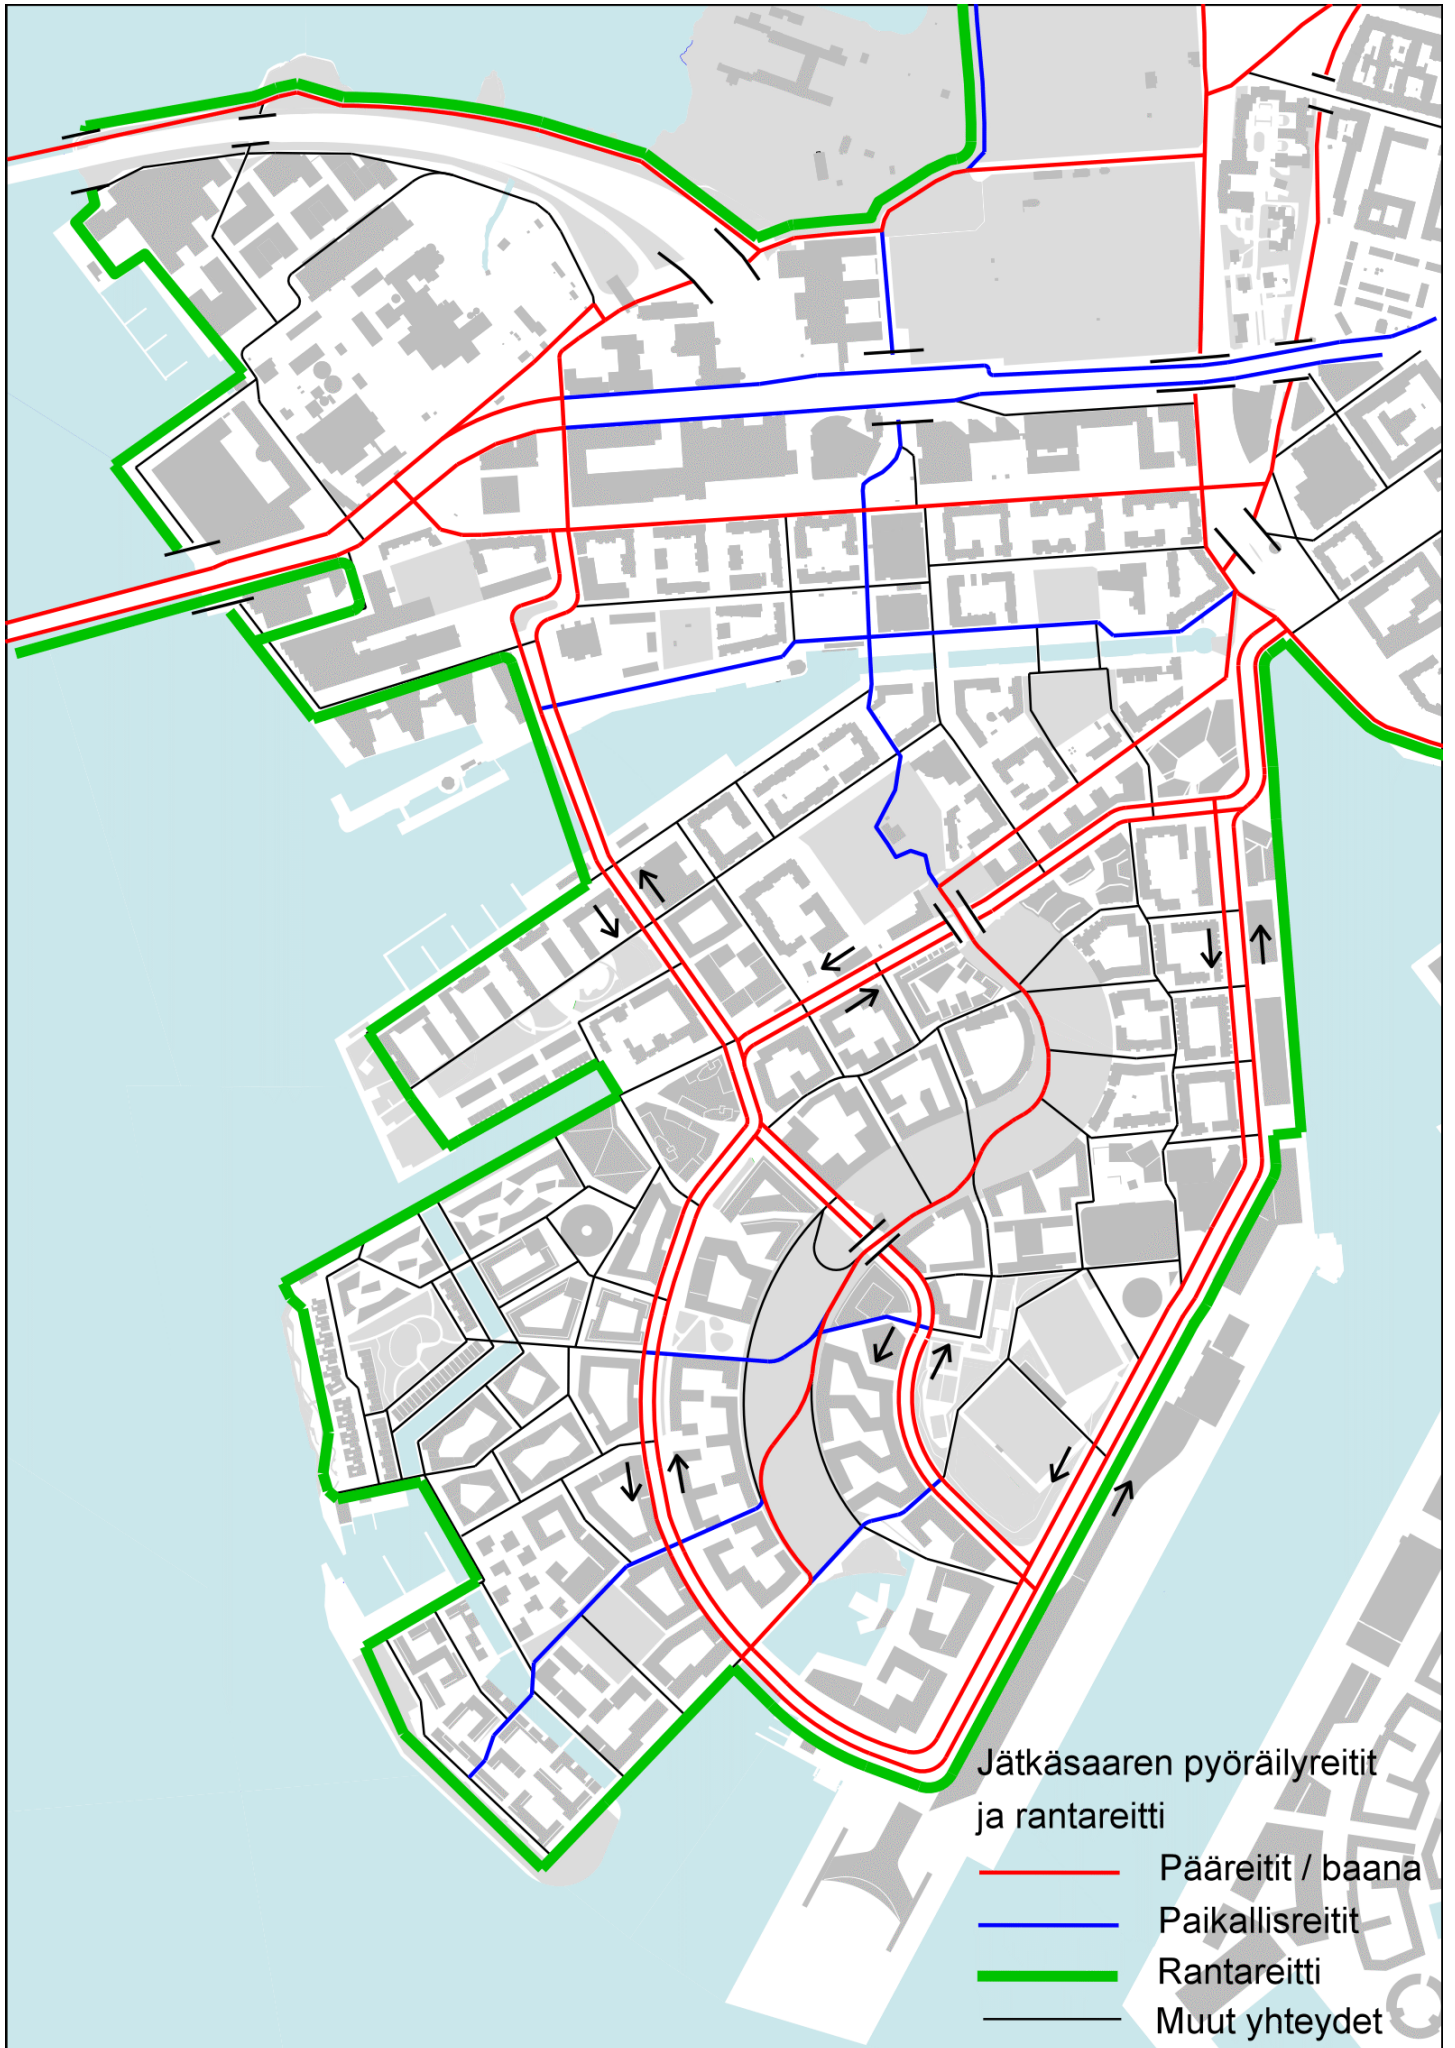 Jätkäsaaren pyöräilyreitit
ja rantareitti
Pääreitit / baana
Paikallisreitit
Rantareitti
Muut yhteydet